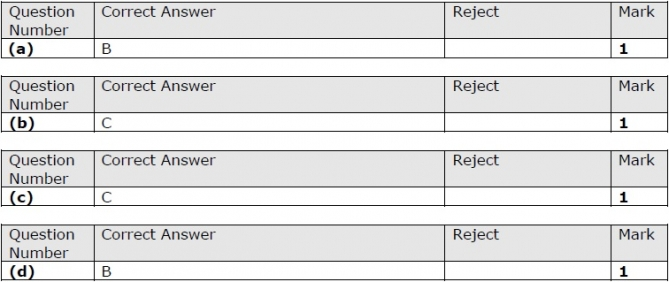 Question Number Correct Answer Reject Mark
(a) B 1
Question Number Correct Answer Reject Mark
(b) C 1
Question Number Correct Answer Reject Mark
(c) C 1
Question Number Correct Answer Reject Mark
(d) B 1